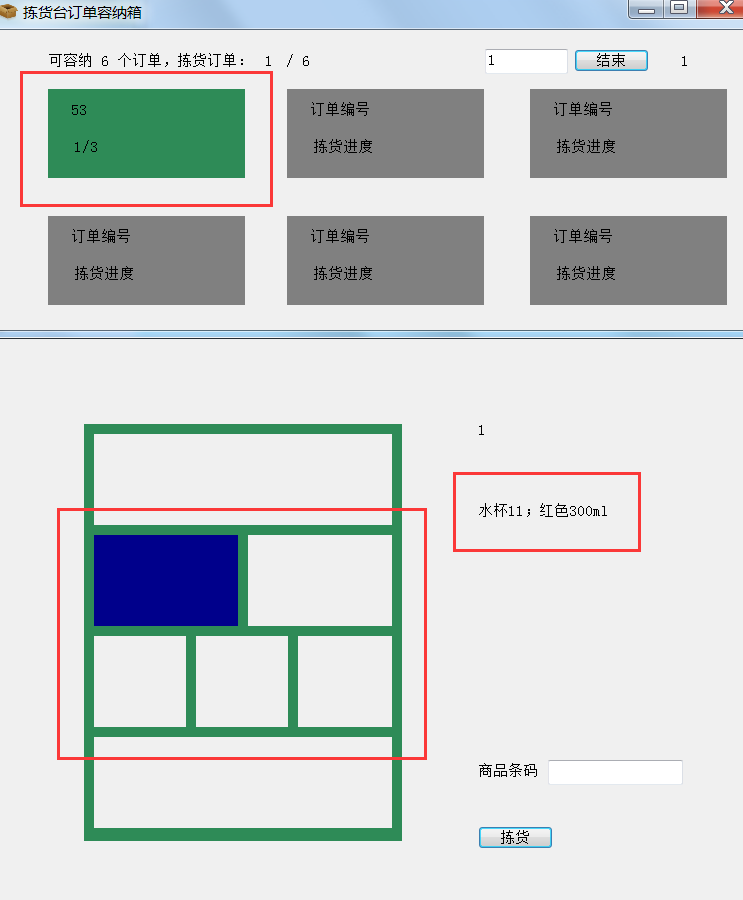 拣货台订单容纳箱
可容纳 6 个订单，拣货订单： 1 / 6 1 结束 1
53 订单编号 订单编号
1/3 拣货进度 拣货进度
订单编号 订单编号 订单编号
拣货进度 拣货进度 拣货进度
1
水杯11；红色300ml
商品条码
拣货